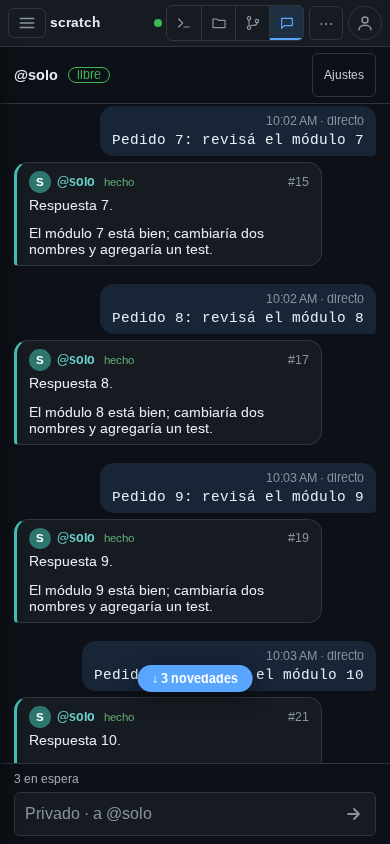 scratch
@solo libre
Ajustes
10:02 AM · directo
Pedido 7: revisá el módulo 7
S @solo hecho #15
Respuesta 7.
El módulo 7 está bien; cambiaría dos
nombres y agregaría un test.
10:02 AM · directo
Pedido 8: revisá el módulo 8
S @solo hecho #17
Respuesta 8.
El módulo 8 está bien; cambiaría dos
nombres y agregaría un test.
10:03 AM · directo
Pedido 9: revisá el módulo 9
S @solo hecho #19
Respuesta 9.
El módulo 9 está bien; cambiaría dos
nombres y agregaría un test.
10:03 AM · directo
el módulo 10
↓ 3 novedades
S @solo hecho #21
Respuesta 10.
3 en espera
Privado · a @solo